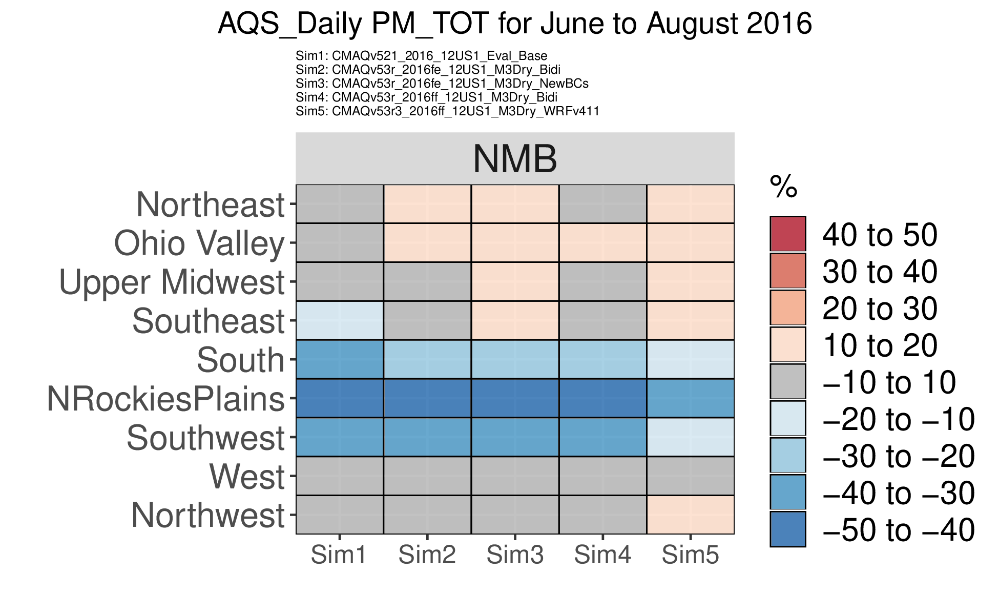 AQS_Daily PM_TOT for June to August 2016
Sim1: CMAQv521_2016_12US1_Eval_Base
Sim2: CMAQv53r_2016fe_12US1_M3Dry_Bidi
Sim3: CMAQv53r_2016fe_12US1_M3Dry_NewBCs
Sim4: CMAQv53r_2016ff_12US1_M3Dry_Bidi
Sim5: CMAQv53r3_2016ff_12US1_M3Dry_WRFv411
NMB
Northeast
Ohio Valley
Upper Midwest
Southeast
South
NRockiesPlains
Southwest
West
Northwest
Sim1 Sim2 Sim3 Sim4 Sim5
%
40 to 50
30 to 40
20 to 30
10 to 20
−10 to 10
−20 to −10
−30 to −20
−40 to −30
−50 to −40